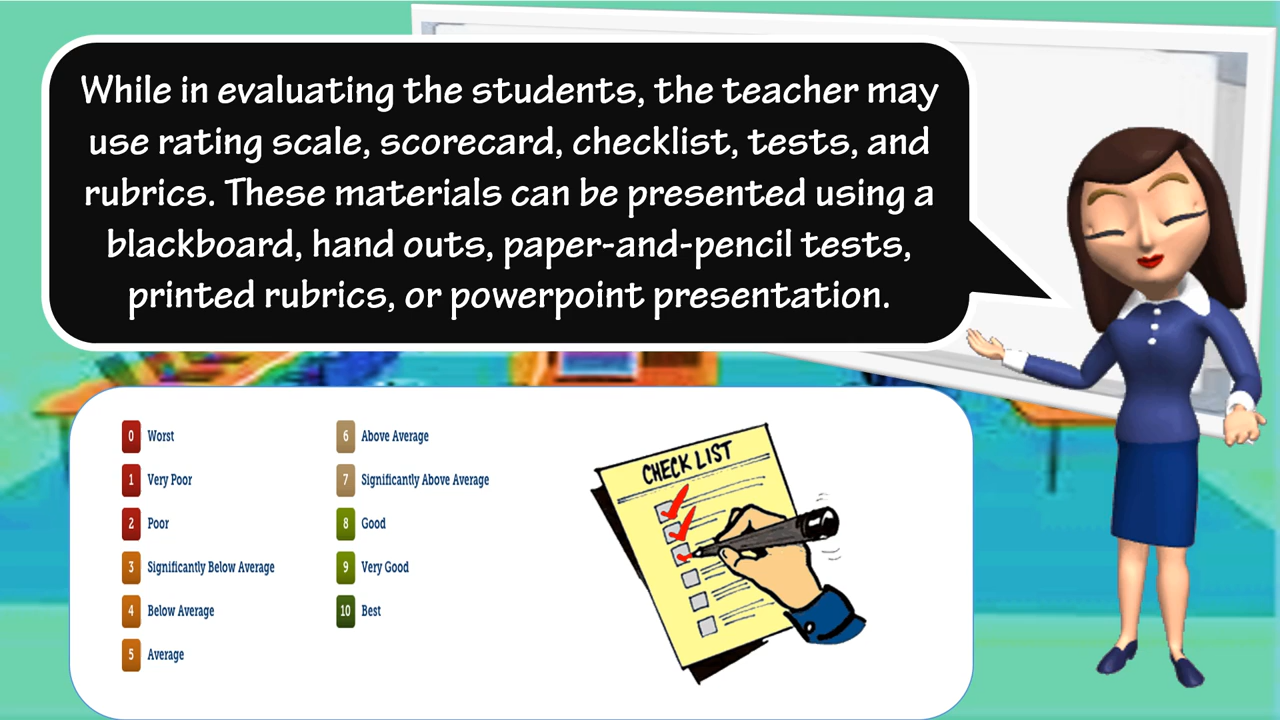 While in evaluating the students, the teacher may
use rating scale, scorecard, checklist, tests, and
rubrics. These materials can be presented using a
blackboard, hand outs, paper-and-pencil tests,
printed rubrics, or powerpoint presentation.
0 Worst
1 Very Poor
2 Poor
3 Significantly Below Average
4 Below Average
5 Average
6 Above Average
7 Significantly Above Average
8 Good
9 Very Good
10 Best
CHECK LIST